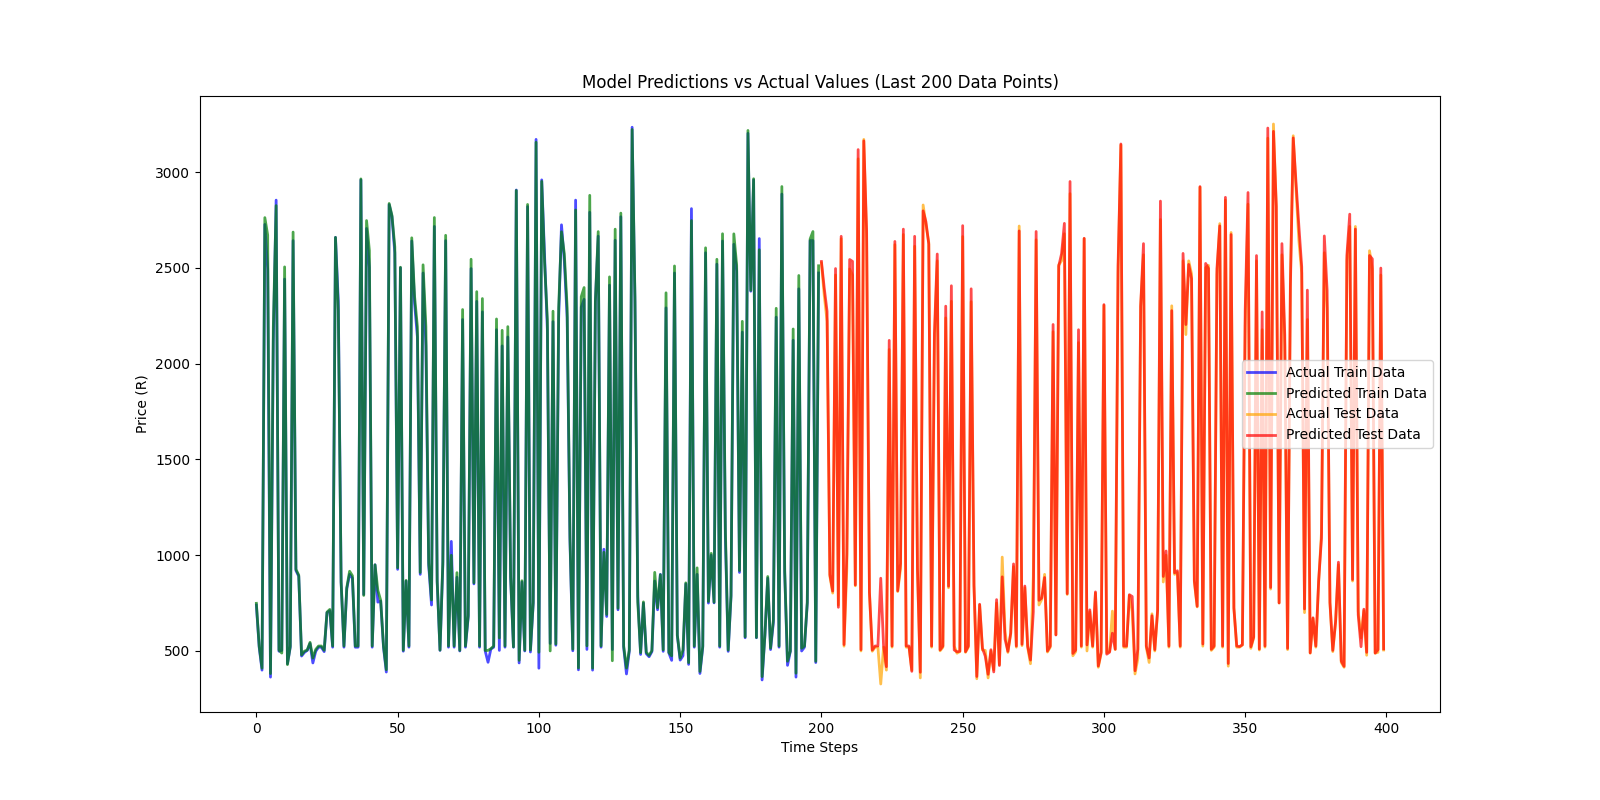 Model Predictions vs Actual Values (Last 200 Data Points)
3000
2500
2000
1500
1000
500
Price (R)
Actual Train Data
Predicted Train Data
Actual Test Data
Predicted Test Data
0 50 100 150 200 250 300 350 400
Time Steps